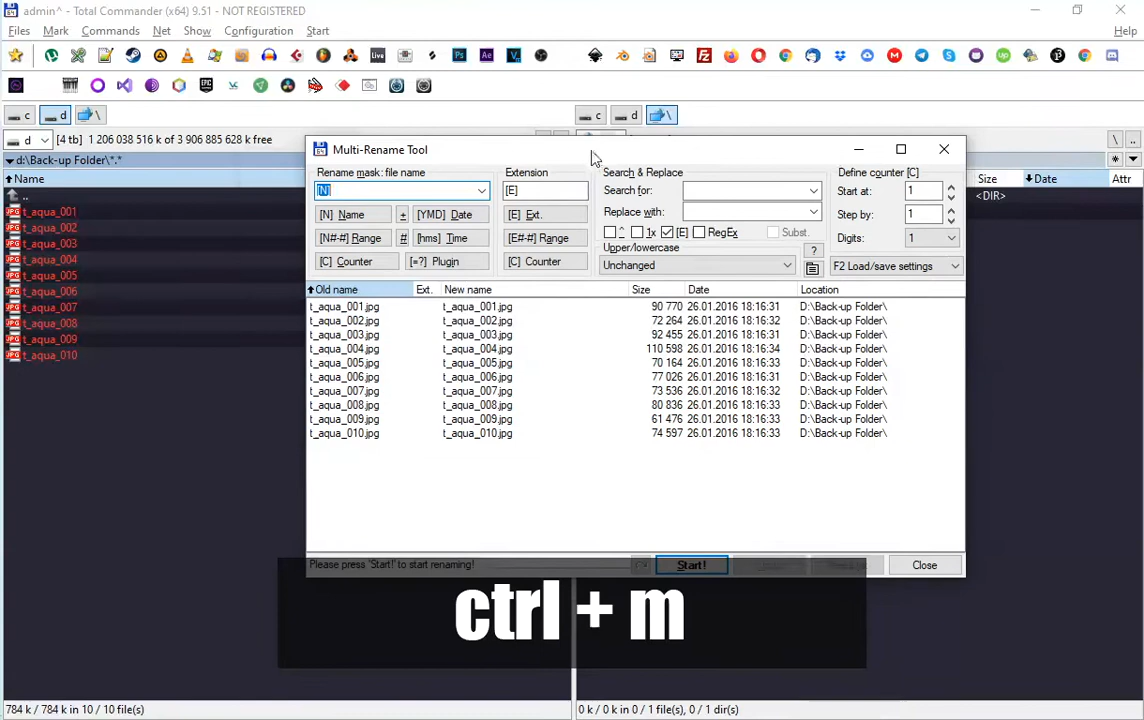 admin^ - Total Commander (x64) 9.51 - NOT REGISTERED
Files Mark Commands Net Show Configuration Start Help
c d \ c d \
d [4 tb] 1 206 038 516 k of 3 906 885 628 k free \ ..
d:\Back-up Folder\*.* *
Name Size Date Attr
.. <DIR>
t_aqua_001
t_aqua_002
t_aqua_003
t_aqua_004
t_aqua_005
t_aqua_006
t_aqua_007
t_aqua_008
t_aqua_009
t_aqua_010
Multi-Rename Tool
Rename mask: file name Extension Search & Replace Define counter [C]
[N] [E] Search for: Start at: 1
[N] Name + [YMD] Date [E] Ext. Replace with: Step by: 1
[N#-#] Range # [hms] Time [E#-#] Range ^ 1x [E] RegEx Subst. Digits: 1
Upper/lowercase ?
[C] Counter [=?] Plugin [C] Counter Unchanged F2 Load/save settings
Old name Ext. New name Size Date Location
t_aqua_001.jpg t_aqua_001.jpg 90 770 26.01.2016 18:16:31 D:\Back-up Folder\
t_aqua_002.jpg t_aqua_002.jpg 72 264 26.01.2016 18:16:32 D:\Back-up Folder\
t_aqua_003.jpg t_aqua_003.jpg 92 455 26.01.2016 18:16:31 D:\Back-up Folder\
t_aqua_004.jpg t_aqua_004.jpg 110 598 26.01.2016 18:16:34 D:\Back-up Folder\
t_aqua_005.jpg t_aqua_005.jpg 70 164 26.01.2016 18:16:33 D:\Back-up Folder\
t_aqua_006.jpg t_aqua_006.jpg 77 026 26.01.2016 18:16:31 D:\Back-up Folder\
t_aqua_007.jpg t_aqua_007.jpg 73 536 26.01.2016 18:16:32 D:\Back-up Folder\
t_aqua_008.jpg t_aqua_008.jpg 80 836 26.01.2016 18:16:33 D:\Back-up Folder\
t_aqua_009.jpg t_aqua_009.jpg 61 476 26.01.2016 18:16:33 D:\Back-up Folder\
t_aqua_010.jpg t_aqua_010.jpg 74 597 26.01.2016 18:16:33 D:\Back-up Folder\
Please press 'Start!' to start renaming! Start! Close
ctrl + m
784 k / 784 k in 10 / 10 file(s) 0 k / 0 k in 0 / 1 file(s), 0 / 1 dir(s)